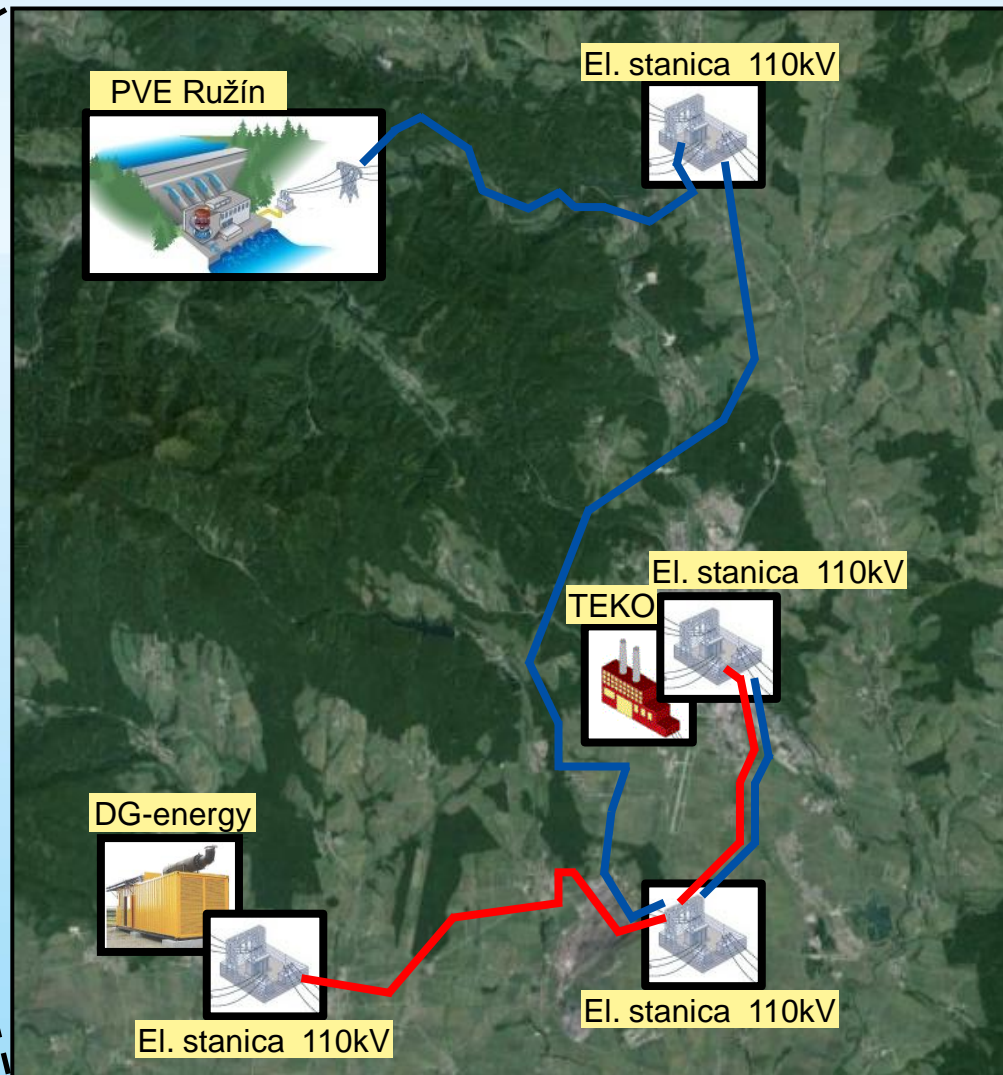 El. stanica 110kV
PVE Ružín
El. stanica 110kV
TEKO
DG-energy
El. stanica 110kV
El. stanica 110kV